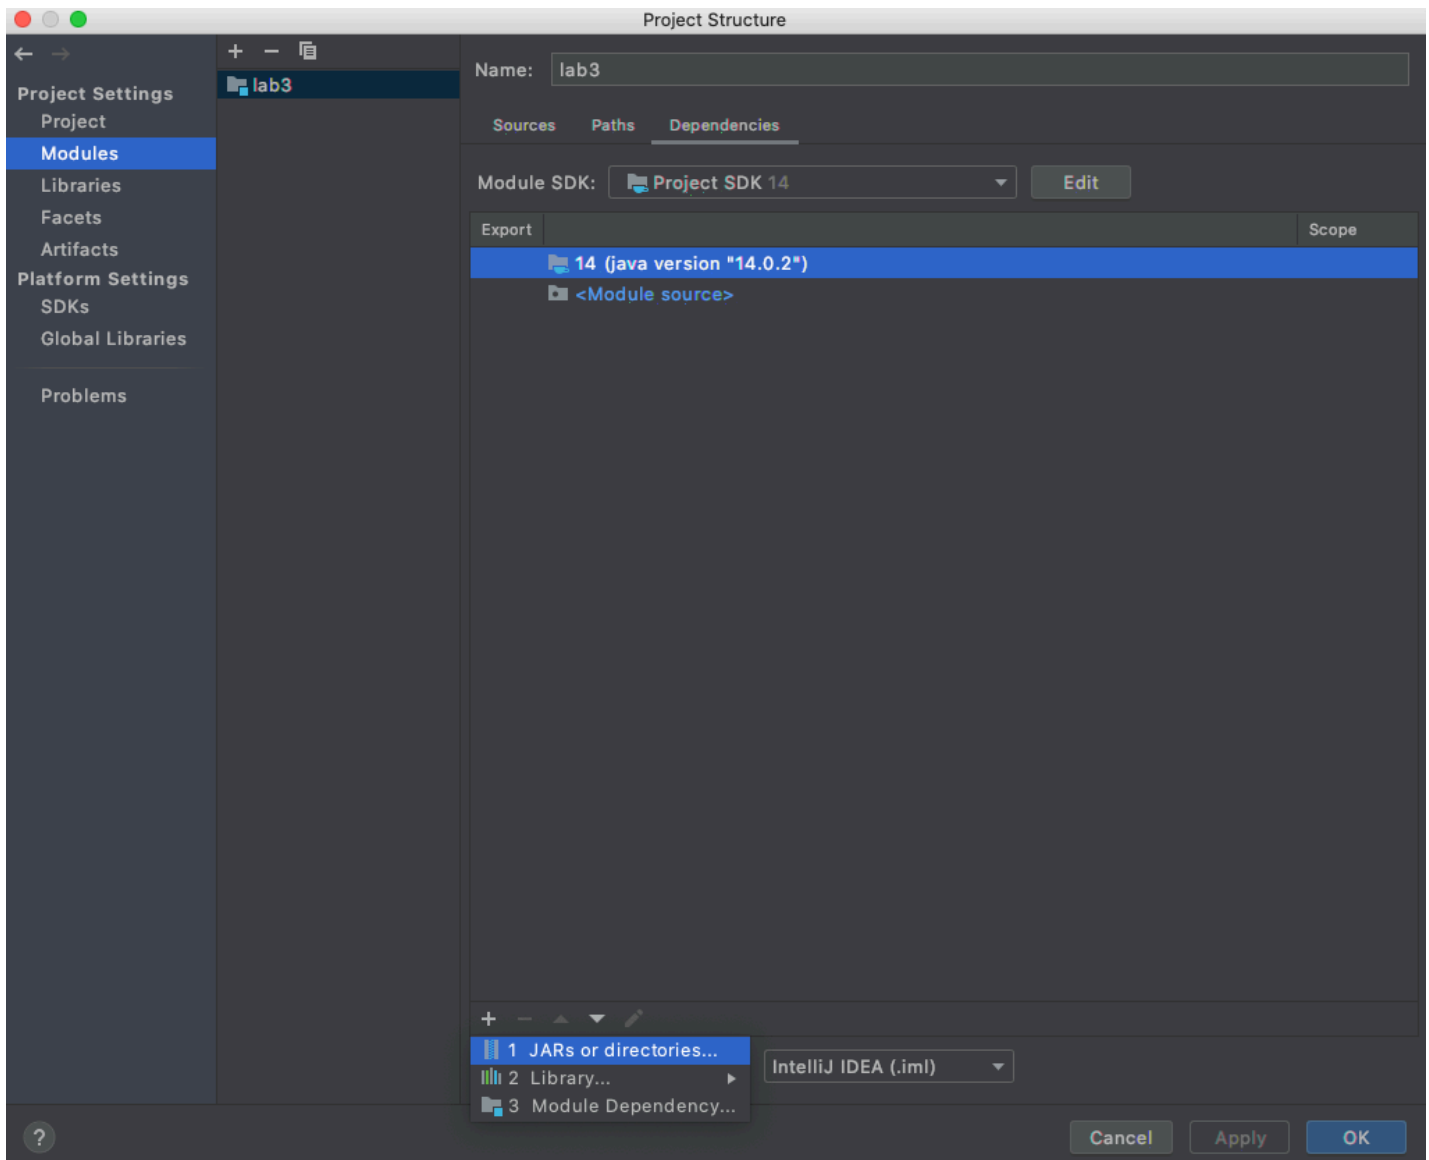 Project Structure
Project Settings
Project
Modules
Libraries
Facets
Artifacts
Platform Settings
SDKs
Global Libraries
Problems
lab3
Name: lab3
Sources Paths Dependencies
Module SDK: Project SDK 14 Edit
Export Scope
14 (java version "14.0.2")
<Module source>
1 JARs or directories...
2 Library...
3 Module Dependency...
IntelliJ IDEA (.iml)
? Cancel Apply OK